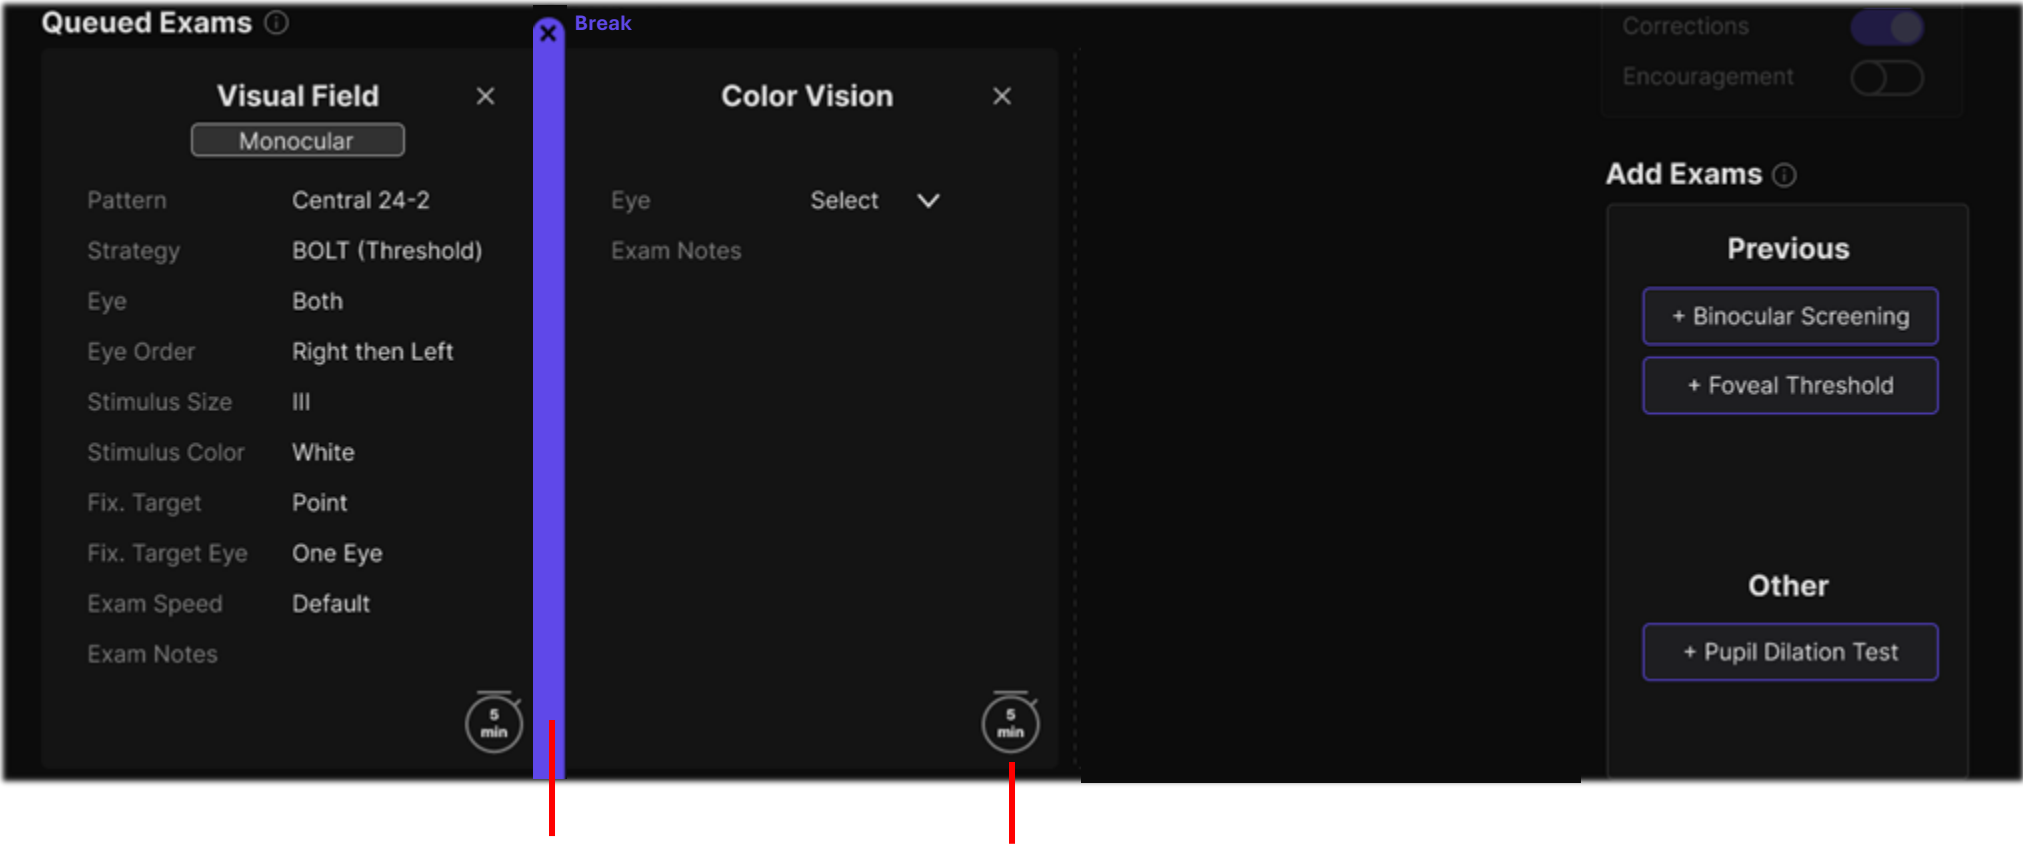 Queued Exams
Break
Visual Field
Monocular
Pattern Central 24-2
Strategy BOLT (Threshold)
Eye Both
Eye Order Right then Left
Stimulus Size III
Stimulus Color White
Fix. Target Point
Fix. Target Eye One Eye
Exam Speed Default
Exam Notes
5
min
Color Vision
Eye Select
Exam Notes
5
min
Corrections
Encouragement
Add Exams
Previous
+ Binocular Screening
+ Foveal Threshold
Other
+ Pupil Dilation Test